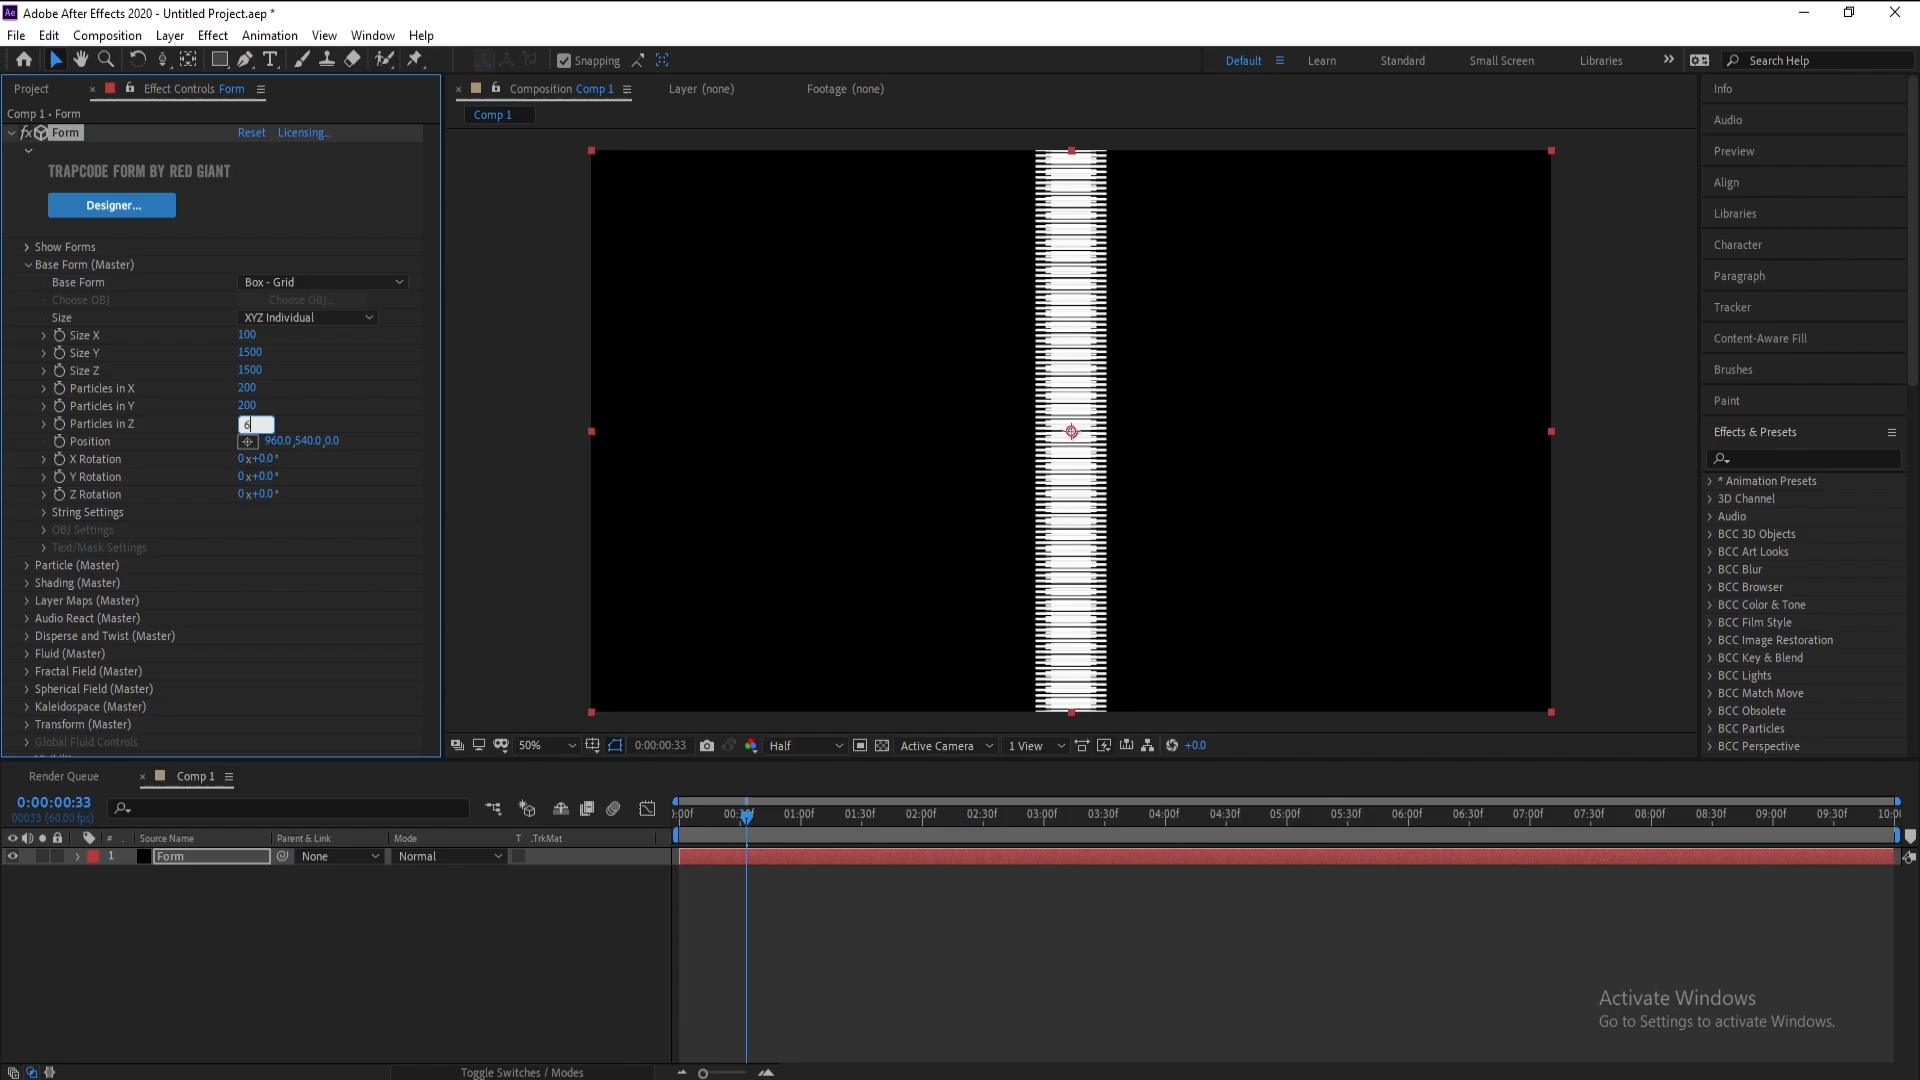 Adobe After Effects 2020 - Untitled Project.aep *
File Edit Composition Layer Effect Animation View Window Help
Snapping
Default Learn Standard Small Screen Libraries Search Help
Project Effect Controls Form
Comp 1 • Form
fx Form Reset Licensing...
TRAPCODE FORM BY RED GIANT
Designer...
Show Forms
Base Form (Master)
Base Form Box - Grid
Choose OBJ Choose OBJ...
Size XYZ Individual
Size X 100
Size Y 1500
Size Z 1500
Particles in X 200
Particles in Y 200
Particles in Z 6
Position 960.0,540.0,0.0
X Rotation 0x+0.0°
Y Rotation 0x+0.0°
Z Rotation 0x+0.0°
String Settings
OBJ Settings
Text/Mask Settings
Particle (Master)
Shading (Master)
Layer Maps (Master)
Audio React (Master)
Disperse and Twist (Master)
Fluid (Master)
Fractal Field (Master)
Spherical Field (Master)
Kaleidospace (Master)
Transform (Master)
Global Fluid Controls
Composition Comp 1 Layer (none) Footage (none)
Comp 1
50% 0:00:00:33 Half Active Camera 1 View +0.0
Info
Audio
Preview
Align
Libraries
Character
Paragraph
Tracker
Content-Aware Fill
Brushes
Paint
Effects & Presets
* Animation Presets
3D Channel
Audio
BCC 3D Objects
BCC Art Looks
BCC Blur
BCC Browser
BCC Color & Tone
BCC Film Style
BCC Image Restoration
BCC Key & Blend
BCC Lights
BCC Match Move
BCC Obsolete
BCC Particles
BCC Perspective
Render Queue Comp 1
0:00:00:33
00033 (60.00 fps)
# Source Name Parent & Link Mode T .TrkMat
1 Form None Normal
01:00f 01:30f 02:00f 02:30f 03:00f 03:30f 04:00f 04:30f 05:00f 05:30f 06:00f 06:30f 07:00f 07:30f 08:00f 08:30f 09:00f 09:30f
Activate Windows
Go to Settings to activate Windows.
Toggle Switches / Modes